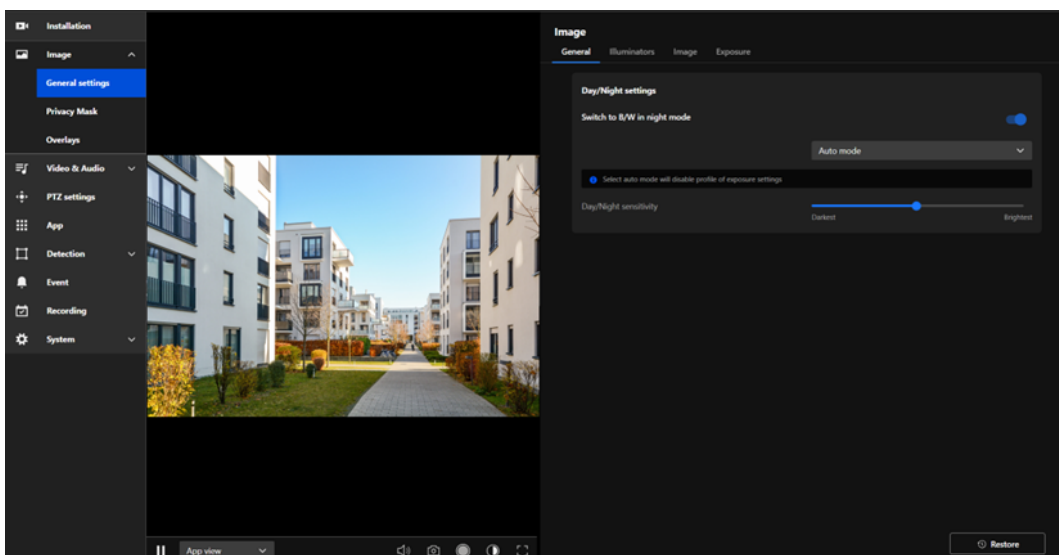 Installation
Image
General settings
Privacy Mask
Overlays
Video & Audio
PTZ settings
App
Detection
Event
Recording
System
App view
Image
General Illuminators Image Exposure
Day/Night settings
Switch to B/W in night mode
Auto mode
Select auto mode will disable profile of exposure settings
Day/Night sensitivity
Darkest Brightest
Restore